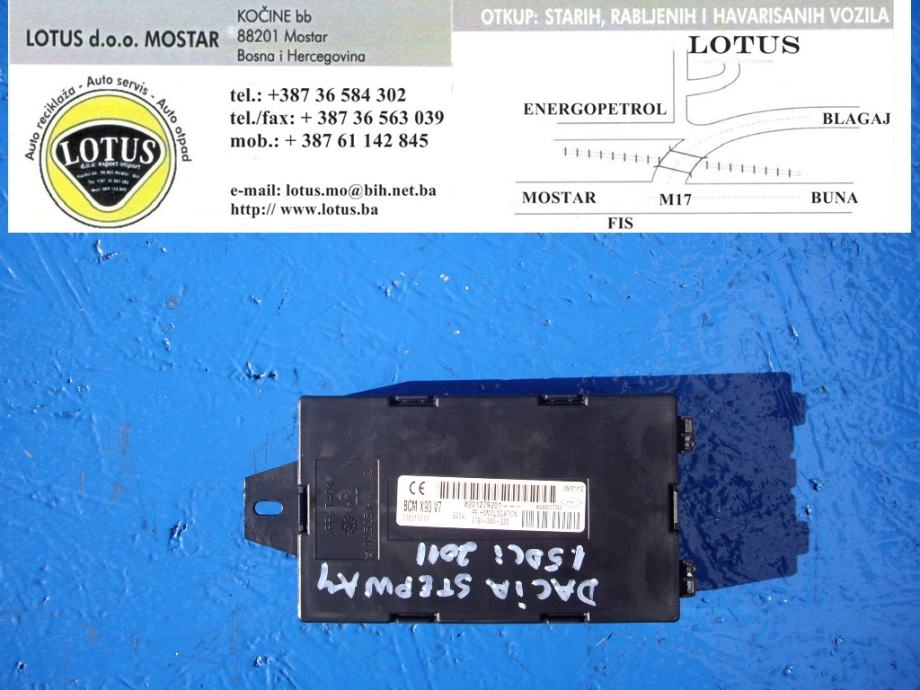 LOTUS d.o.o. MOSTAR
KOČINE bb
88201 Mostar
Bosna i Hercegovina
Auto reciklaža - Auto servis - Auto otpad
LOTUS
d.o.o. export-import
tel.: +387 36 584 302
tel./fax: + 387 36 563 039
mob.: + 387 61 142 845
e-mail: lotus.mo@bih.net.ba
http// www.lotus.ba
OTKUP: STARIH, RABLJENIH I HAVARISANIH VOZILA
LOTUS
ENERGOPETROL
BLAGAJ
MOSTAR
M17
BUNA
FIS
CE
BCM X90 V7
8201279201---
DACIA STEPWAY
1.5DCi 2011